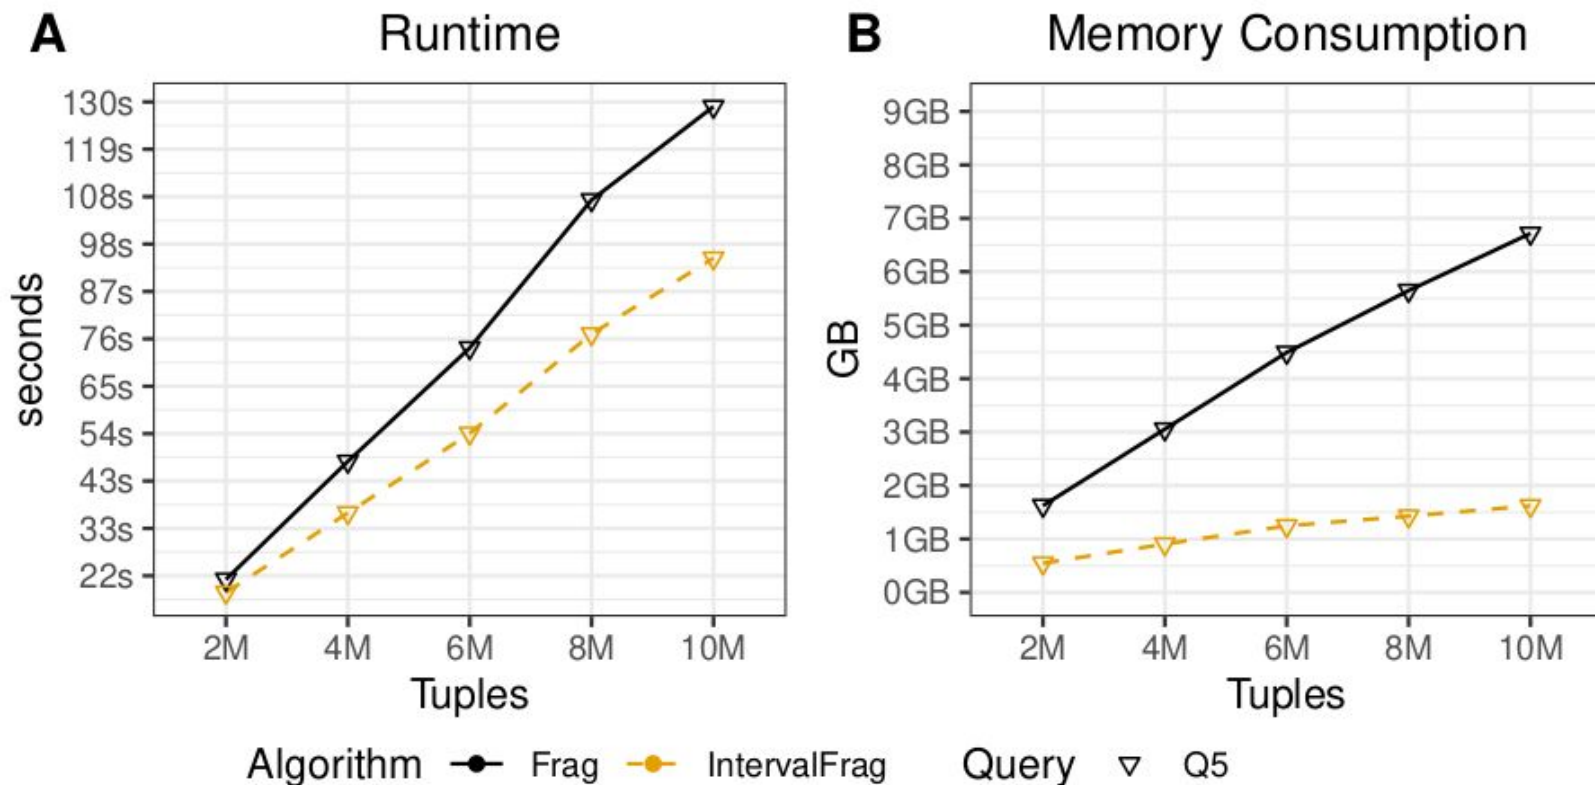 A Runtime
130s
119s
108s
98s
87s
76s
65s
54s
43s
33s
22s
seconds
2M 4M 6M 8M 10M
Tuples
B Memory Consumption
9GB
8GB
7GB
6GB
5GB
4GB
3GB
2GB
1GB
0GB
GB
2M 4M 6M 8M 10M
Tuples
Algorithm Frag IntervalFrag Query Q5